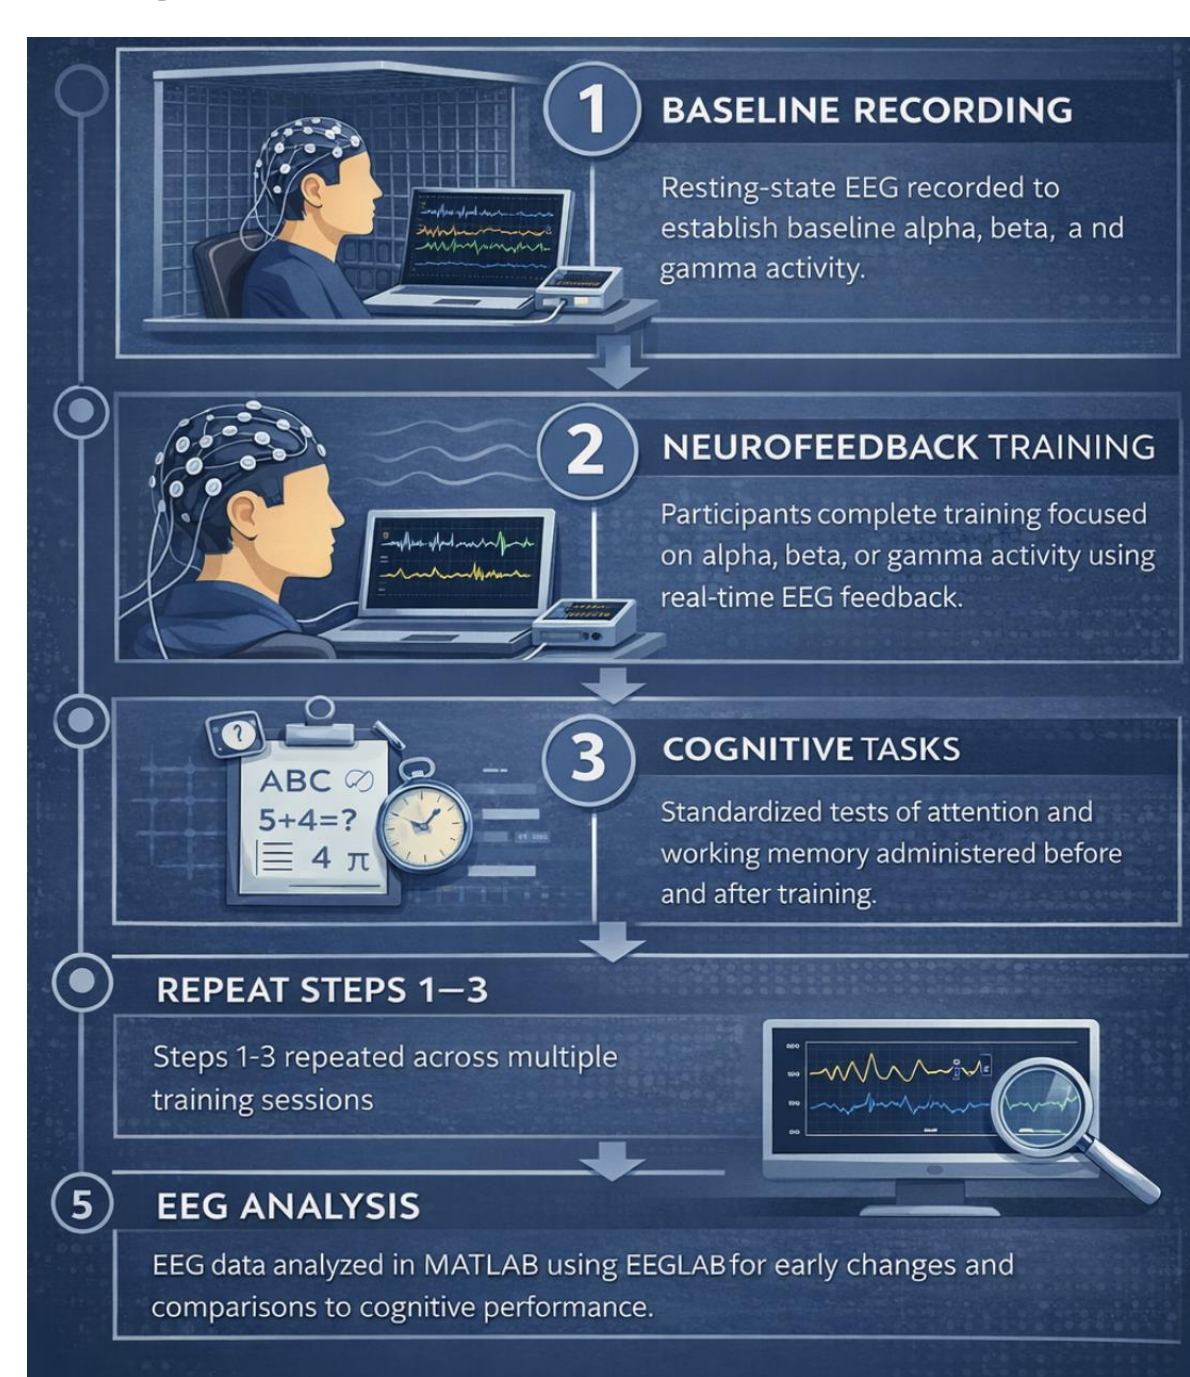 1
BASELINE RECORDING
Resting-state EEG recorded to
establish baseline alpha, beta, a nd
gamma activity.
2
NEUROFEEDBACK TRAINING
Participants complete training focused
on alpha, beta, or gamma activity using
real-time EEG feedback.
?
ABC
5+4=?
4 π
3
COGNITIVE TASKS
Standardized tests of attention and
working memory administered before
and after training.
REPEAT STEPS 1–3
Steps 1-3 repeated across multiple
training sessions
5
EEG ANALYSIS
EEG data analyzed in MATLAB using EEGLAB for early changes and
comparisons to cognitive performance.